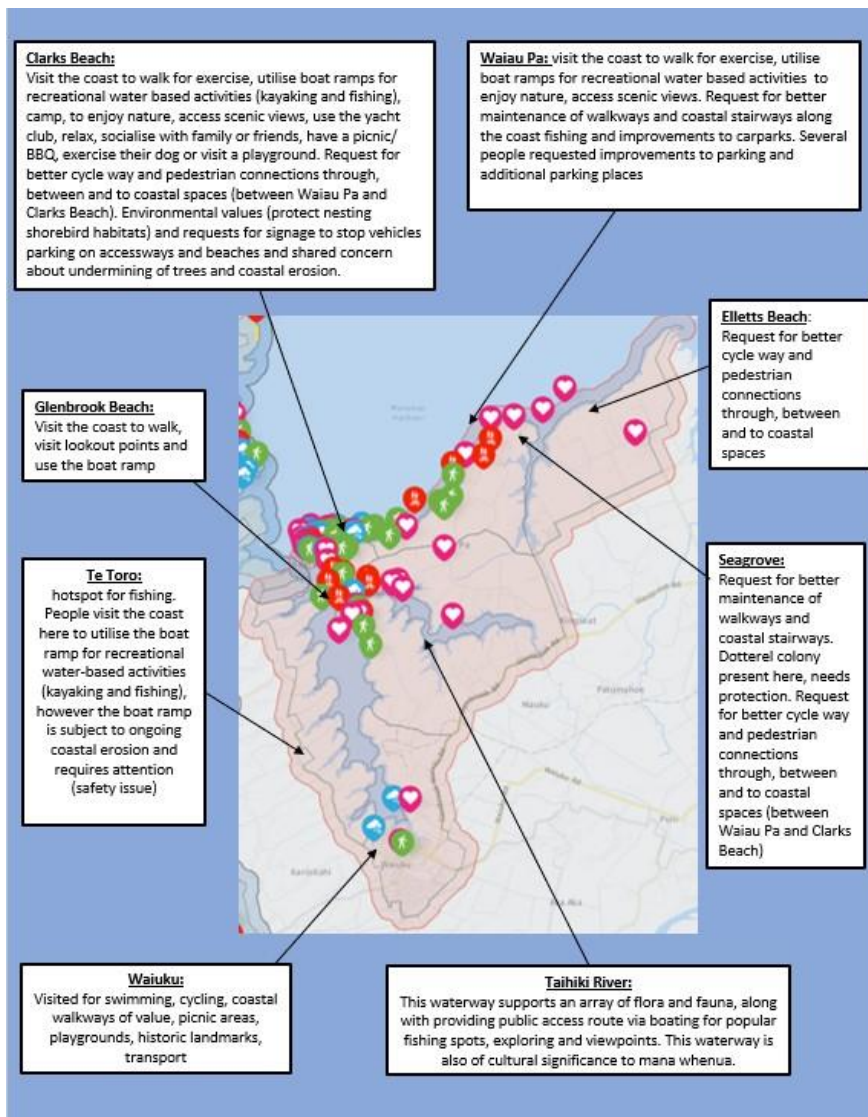 Clarks Beach:
Visit the coast to walk for exercise, utilise boat ramps for
recreational water based activities (kayaking and fishing),
camp, to enjoy nature, access scenic views, use the yacht
club, relax, socialise with family or friends, have a picnic/
BBQ, exercise their dog or visit a playground. Request for
better cycle way and pedestrian connections through,
between and to coastal spaces (between Waiau Pa and
Clarks Beach). Environmental values (protect nesting
shorebird habitats) and requests for signage to stop vehicles
parking on accessways and beaches and shared concern
about undermining of trees and coastal erosion.
Waiau Pa: visit the coast to walk for exercise, utilise
boat ramps for recreational water based activities to
enjoy nature, access scenic views. Request for better
maintenance of walkways and coastal stairways along
the coast fishing and improvements to carparks. Several
people requested improvements to parking and
additional parking places
Elletts Beach:
Request for better
cycle way and
pedestrian
connections
through, between
and to coastal
spaces
Glenbrook Beach:
Visit the coast to walk,
visit lookout points and
use the boat ramp
Te Toro:
hotspot for fishing.
People visit the coast
here to utilise the boat
ramp for recreational
water-based activities
(kayaking and fishing),
however the boat ramp
is subject to ongoing
coastal erosion and
requires attention
(safety issue)
Seagrove:
Request for better
maintenance of
walkways and
coastal stairways.
Dotterel colony
present here, needs
protection. Request
for better cycle way
and pedestrian
connections
through, between
and to coastal
spaces (between
Waiau Pa and Clarks
Beach)
Waiuku
Waiuku:
Visited for swimming, cycling, coastal
walkways of value, picnic areas,
playgrounds, historic landmarks,
transport
Taihiki River:
This waterway supports an array of flora and fauna, along
with providing public access route via boating for popular
fishing spots, exploring and viewpoints. This waterway is
also of cultural significance to mana whenua.